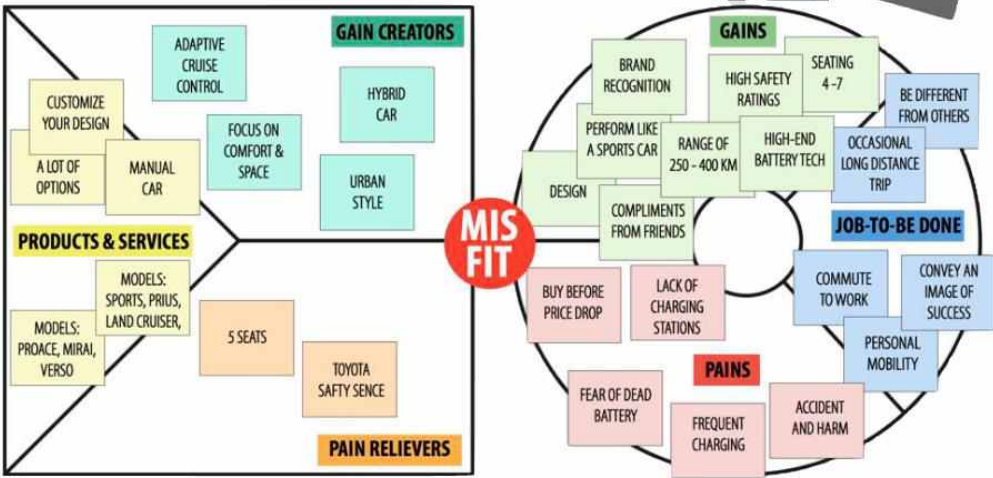 GAIN CREATORS
ADAPTIVE
CRUISE
CONTROL
HYBRID
CAR
CUSTOMIZE
YOUR DESIGN
A LOT OF
OPTIONS
MANUAL
CAR
FOCUS ON
COMFORT &
SPACE
URBAN
STYLE
PRODUCTS & SERVICES
MODELS:
SPORTS, PRIUS,
LAND CRUISER,
MODELS:
PROACE, MIRAI,
VERSO
5 SEATS
TOYOTA
SAFTY SENCE
PAIN RELIEVERS
MIS
FIT
GAINS
BRAND
RECOGNITION
HIGH SAFETY
RATINGS
SEATING
4 -7
PERFORM LIKE
A SPORTS CAR
RANGE OF
250 – 400 KM
HIGH-END
BATTERY TECH
DESIGN
COMPLIMENTS
FROM FRIENDS
BE DIFFERENT
FROM OTHERS
OCCASIONAL
LONG DISTANCE
TRIP
JOB-TO-BE DONE
COMMUTE
TO WORK
CONVEY AN
IMAGE OF
SUCCESS
PERSONAL
MOBILITY
BUY BEFORE
PRICE DROP
LACK OF
CHARGING
STATIONS
PAINS
FEAR OF DEAD
BATTERY
FREQUENT
CHARGING
ACCIDENT
AND HARM